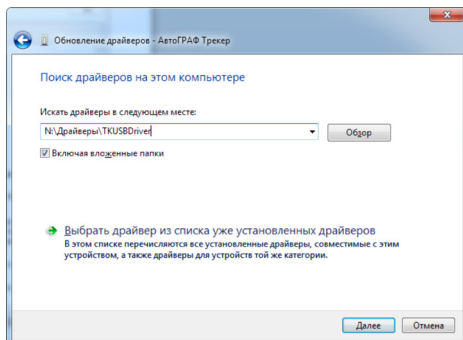 Обновление драйверов - АвтоГРАФ Трекер
Поиск драйверов на этом компьютере
Искать драйверы в следующем месте:
N:\Драйверы\TKUSBDriver
Обзор
Включая вложенные папки
Выбрать драйвер из списка уже установленных драйверов
В этом списке перечисляются все установленные драйверы, совместимые с этим
устройством, а также драйверы для устройств той же категории.
Далее
Отмена